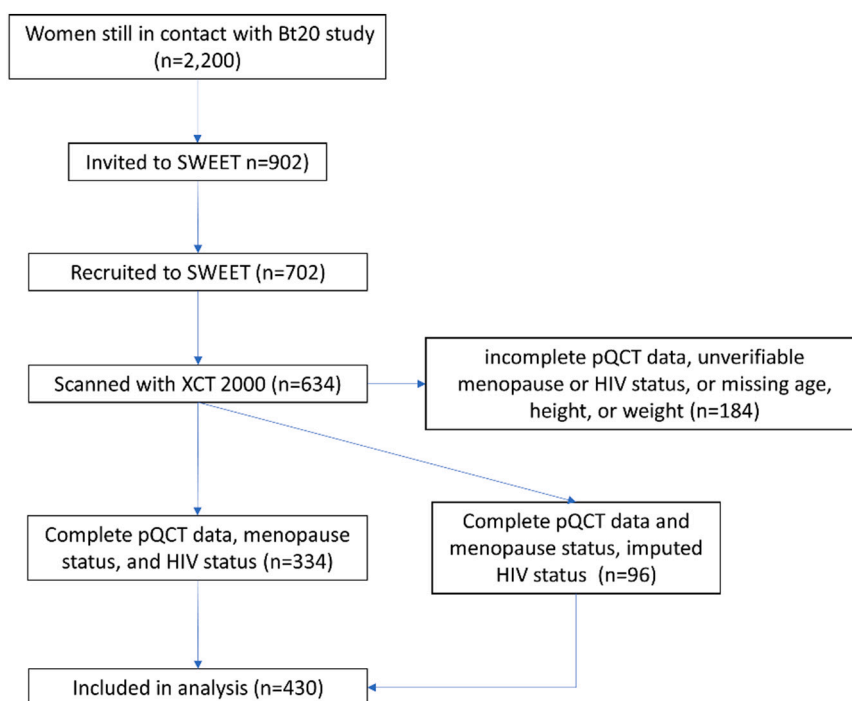 Women still in contact with Bt20 study
(n=2,200)
Invited to SWEET n=902)
Recruited to SWEET (n=702)
Scanned with XCT 2000 (n=634)
incomplete pQCT data, unverifiable
menopause or HIV status, or missing age,
height, or weight (n=184)
Complete pQCT data, menopause
status, and HIV status (n=334)
Complete pQCT data and
menopause status, imputed
HIV status  (n=96)
Included in analysis (n=430)